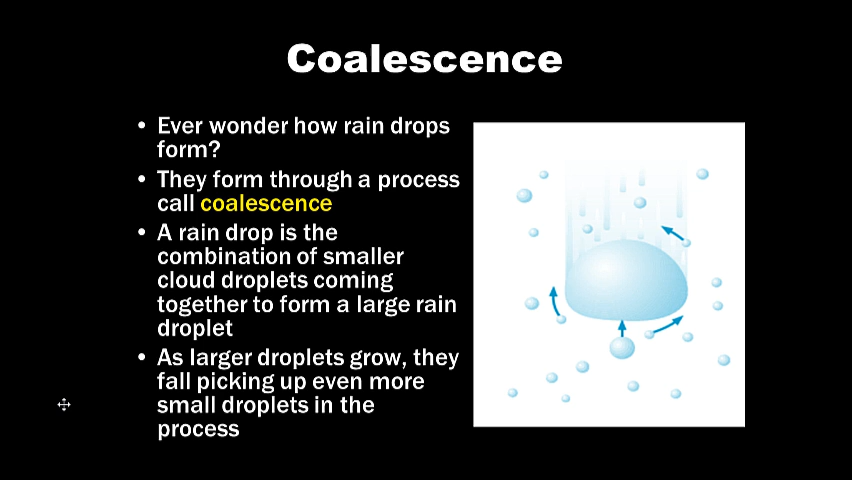 Coalescence
• Ever wonder how rain drops
form?
• They form through a process
call coalescence
• A rain drop is the
combination of smaller
cloud droplets coming
together to form a large rain
droplet
• As larger droplets grow, they
fall picking up even more
small droplets in the
process